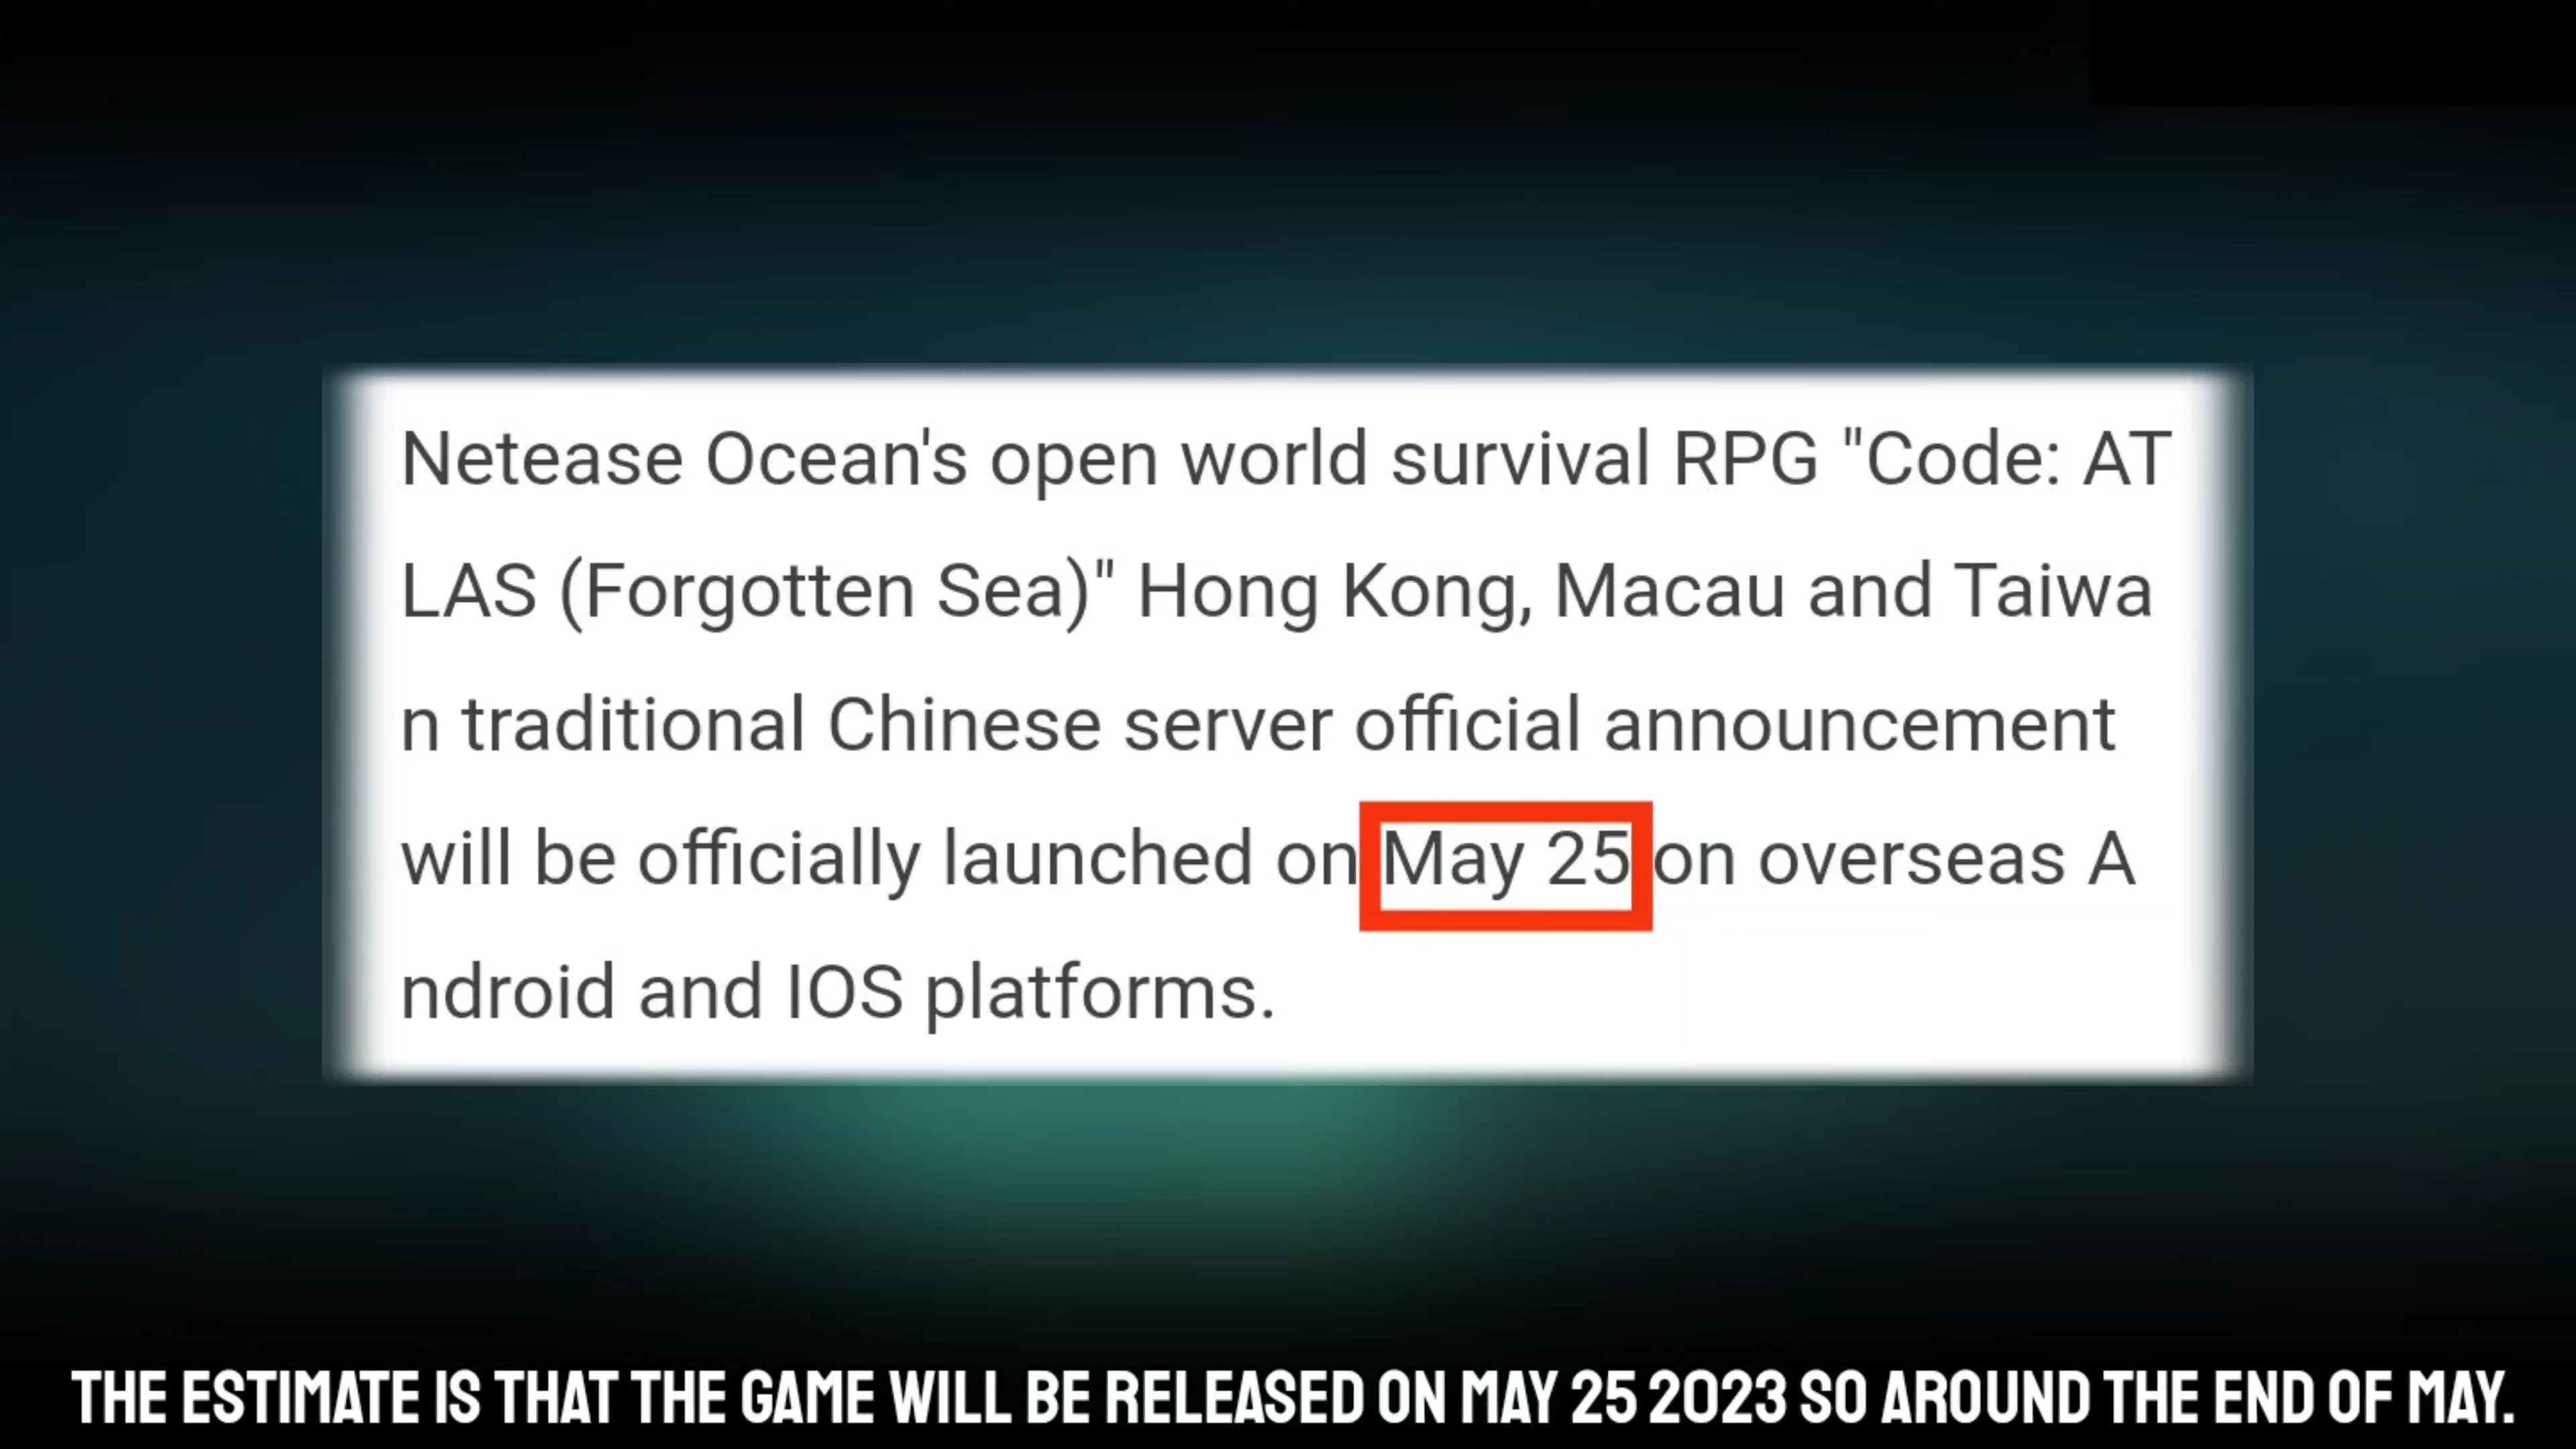 Netease Ocean's open world survival RPG "Code: AT
LAS (Forgotten Sea)" Hong Kong, Macau and Taiwa
n traditional Chinese server official announcement
will be officially launched on May 25 on overseas A
ndroid and IOS platforms.
THE ESTIMATE IS THAT THE GAME WILL BE RELEASED ON MAY 25 2023 SO AROUND THE END OF MAY.